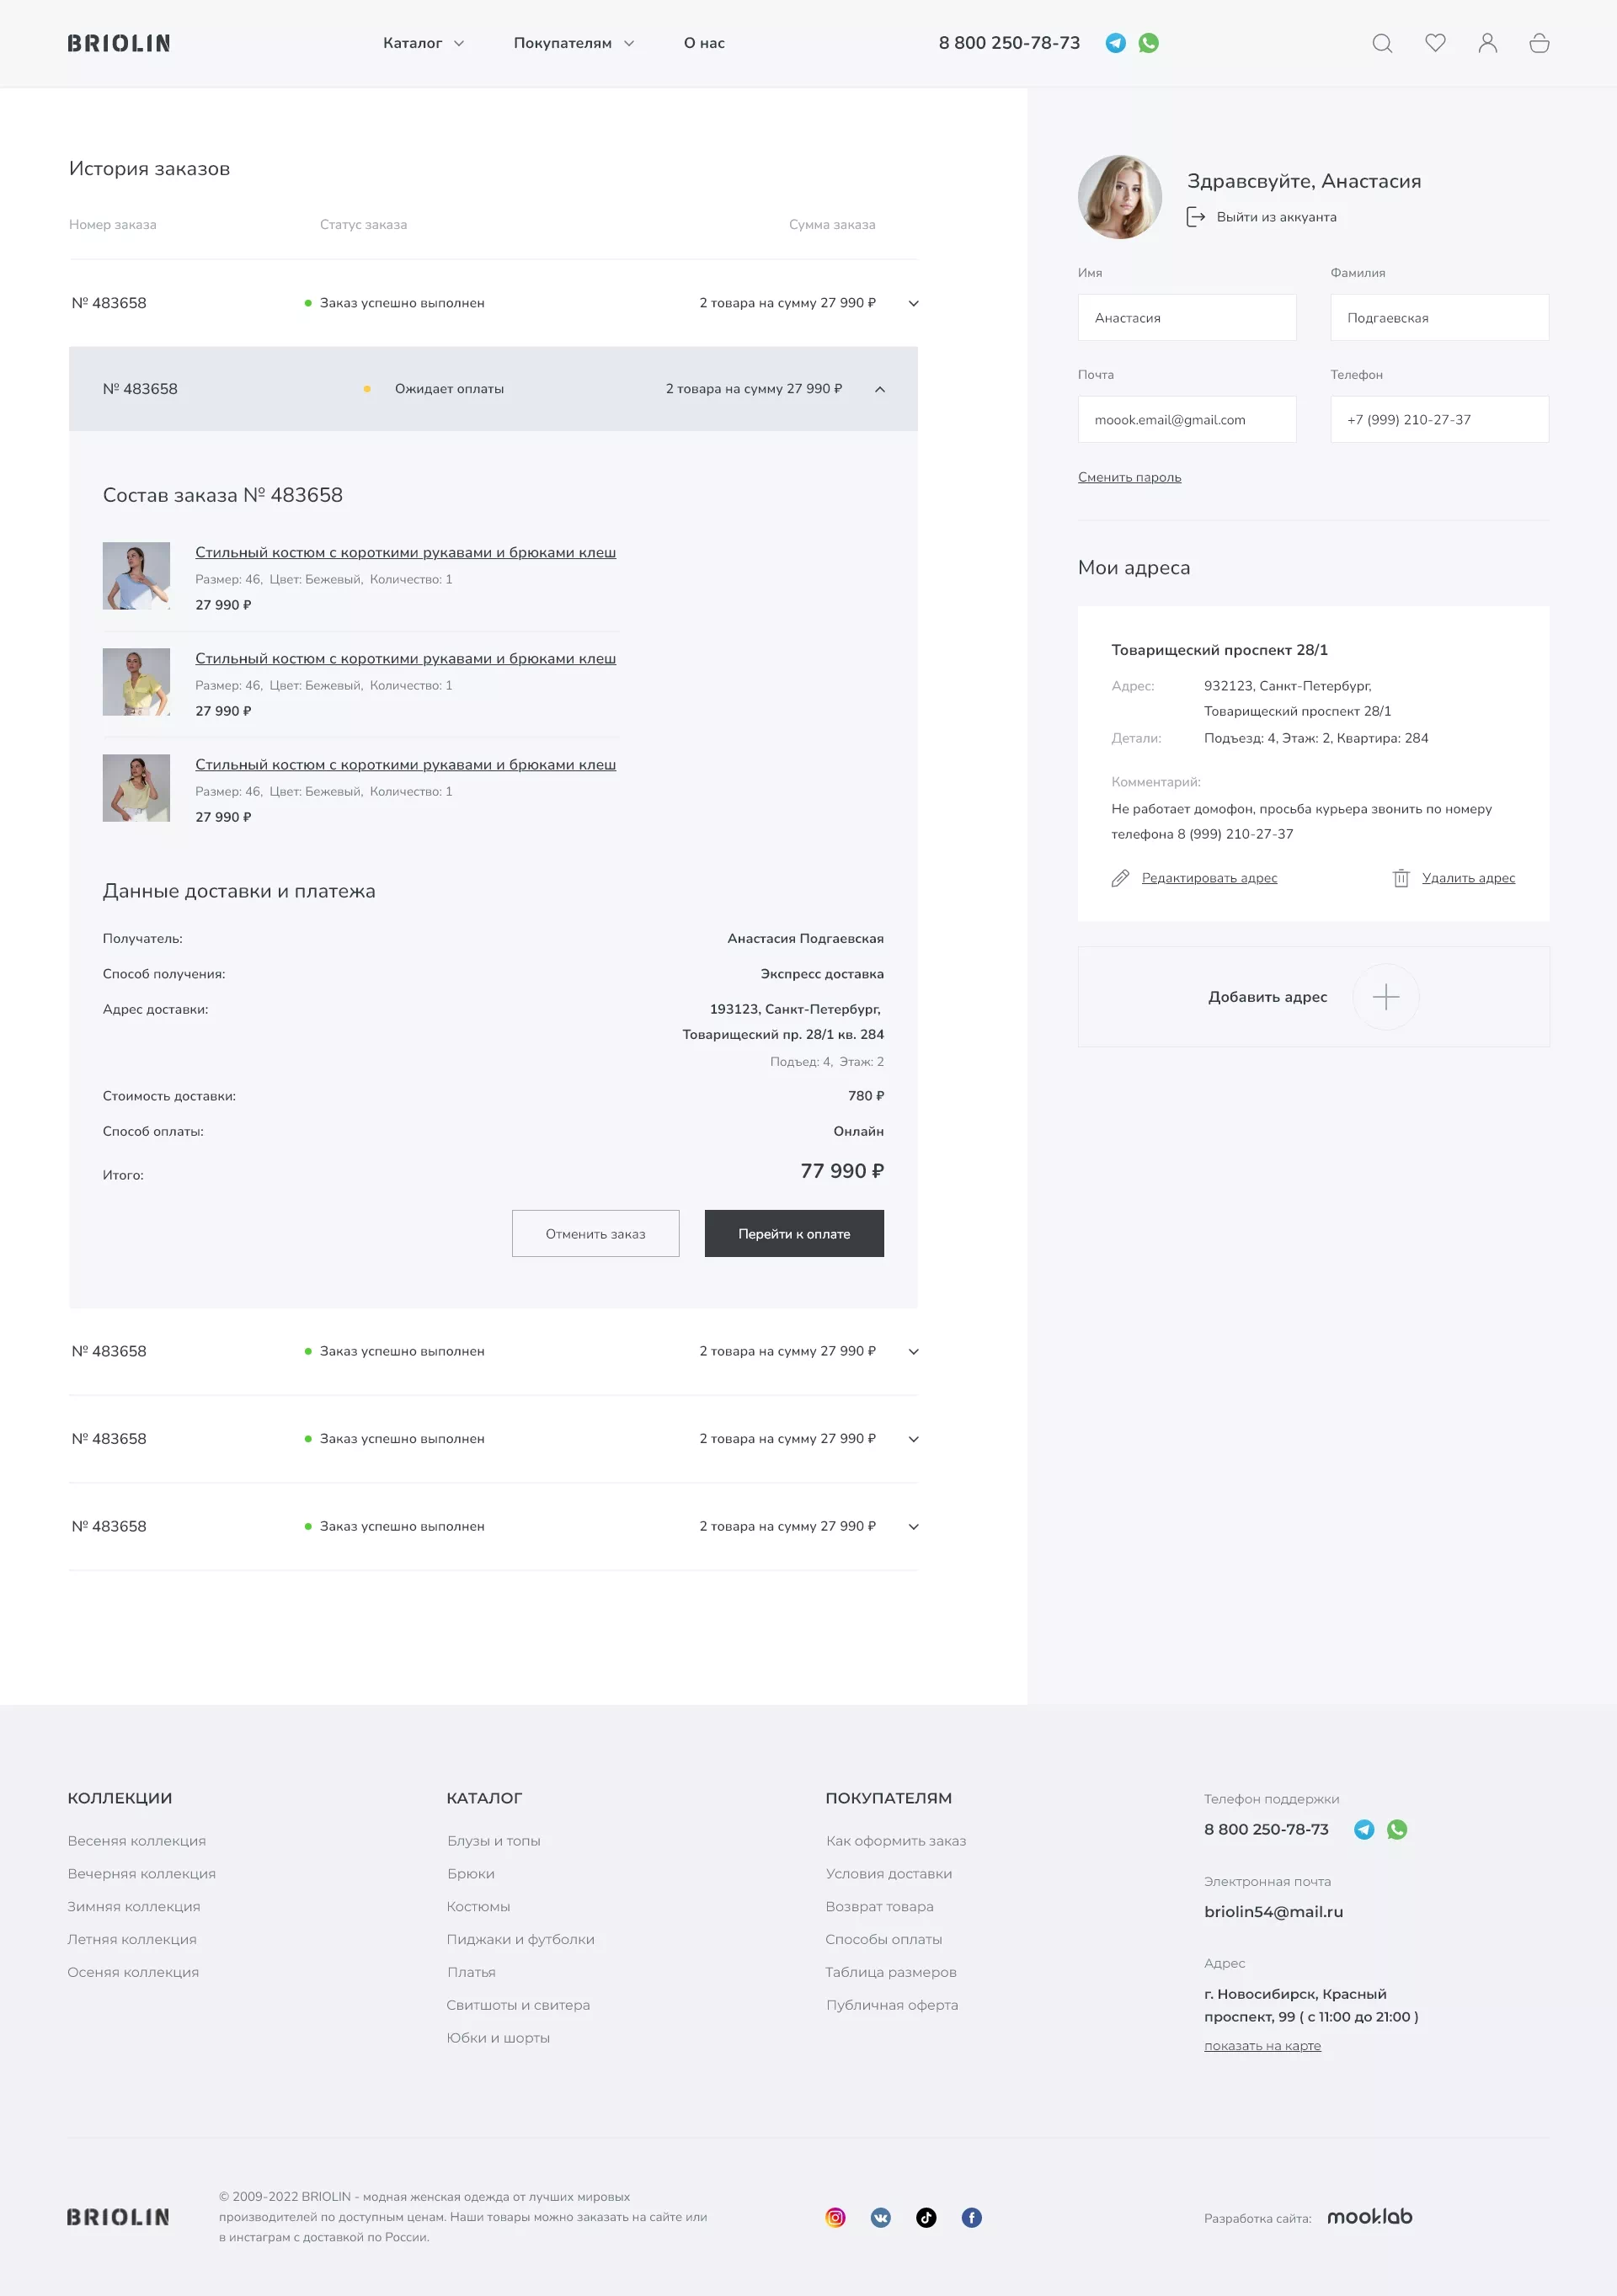 BRIOLIN
Каталог
Покупателям
О нас
8 800 250-78-73
История заказов
Номер заказа
Статус заказа
Сумма заказа
№ 483658
Заказ успешно выполнен
2 товара на сумму 27 990 ₽
№ 483658
Ожидает оплаты
2 товара на сумму 27 990 ₽
Состав заказа № 483658
Стильный костюм с короткими рукавами и брюками клеш
Размер: 46, Цвет: Бежевый, Количество: 1
27 990 ₽
Стильный костюм с короткими рукавами и брюками клеш
Размер: 46, Цвет: Бежевый, Количество: 1
27 990 ₽
Стильный костюм с короткими рукавами и брюками клеш
Размер: 46, Цвет: Бежевый, Количество: 1
27 990 ₽
Данные доставки и платежа
Получатель:
Анастасия Подгаевская
Способ получения:
Экспресс доставка
Адрес доставки:
193123, Санкт-Петербург,
Товарищеский пр. 28/1 кв. 284
Подъед: 4, Этаж: 2
Стоимость доставки:
780 ₽
Способ оплаты:
Онлайн
Итого:
77 990 ₽
Отменить заказ
Перейти к оплате
№ 483658
Заказ успешно выполнен
2 товара на сумму 27 990 ₽
№ 483658
Заказ успешно выполнен
2 товара на сумму 27 990 ₽
№ 483658
Заказ успешно выполнен
2 товара на сумму 27 990 ₽
Здравсвуйте, Анастасия
Выйти из аккуанта
Имя
Фамилия
Анастасия
Подгаевская
Почта
Телефон
moook.email@gmail.com
+7 (999) 210-27-37
Сменить пароль
Мои адреса
Товарищеский проспект 28/1
Адрес:
932123, Санкт-Петербург,
Товарищеский проспект 28/1
Детали:
Подъезд: 4, Этаж: 2, Квартира: 284
Комментарий:
Не работает домофон, просьба курьера звонить по номеру
телефона 8 (999) 210-27-37
Редактировать адрес
Удалить адрес
Добавить адрес
КОЛЛЕКЦИИ
Весеняя коллекция
Вечерняя коллекция
Зимняя коллекция
Летняя коллекция
Осеняя коллекция
КАТАЛОГ
Блузы и топы
Брюки
Костюмы
Пиджаки и футболки
Платья
Свитшоты и свитера
Юбки и шорты
ПОКУПАТЕЛЯМ
Как оформить заказ
Условия доставки
Возврат товара
Способы оплаты
Таблица размеров
Публичная оферта
Телефон поддержки
8 800 250-78-73
Электронная почта
briolin54@mail.ru
Адрес
г. Новосибирск, Красный
проспект, 99 ( с 11:00 до 21:00 )
показать на карте
BRIOLIN
© 2009-2022 BRIOLIN - модная женская одежда от лучших мировых
производителей по доступным ценам. Наши товары можно заказать на сайте или
в инстаграм с доставкой по России.
Разработка сайта:
mooklab